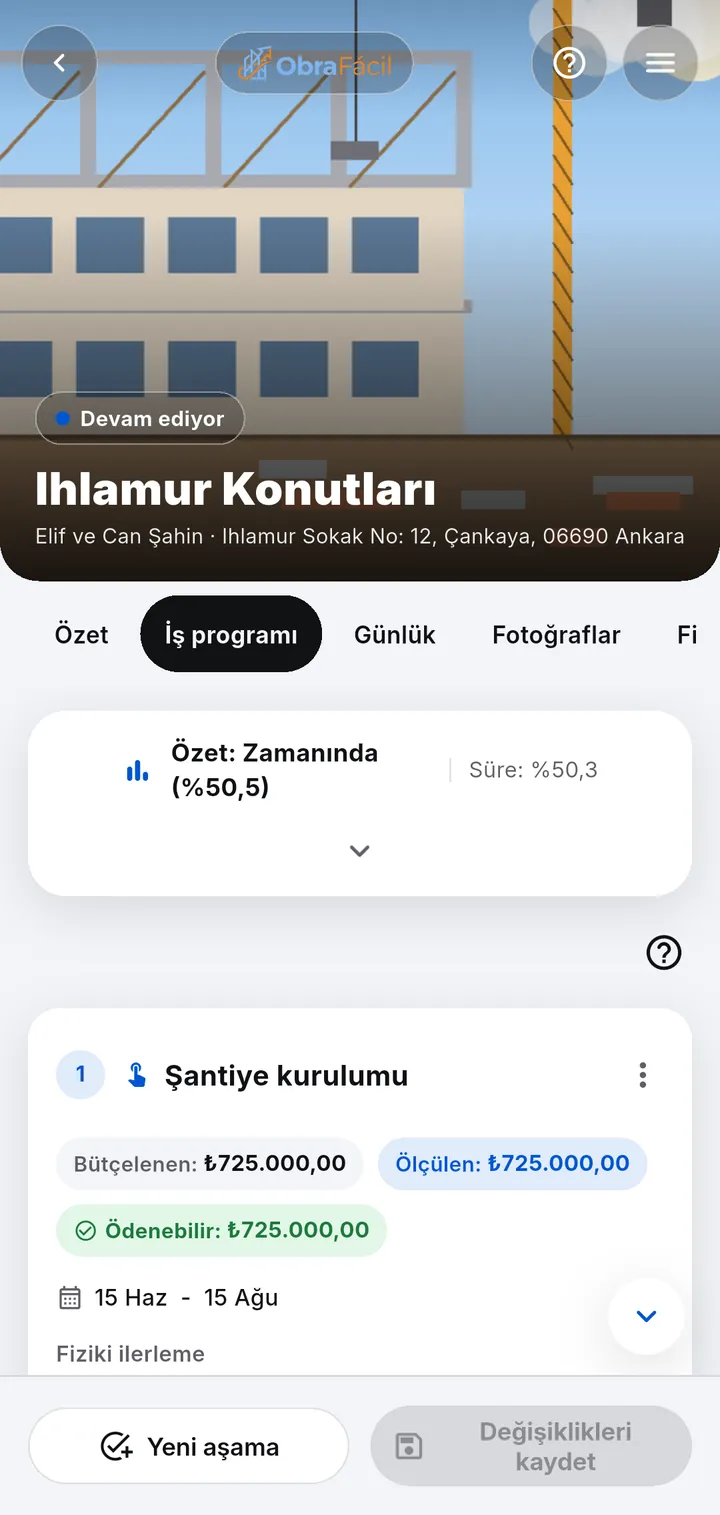 ObraFácil
Devam ediyor
Ihlamur Konutları
Elif ve Can Şahin · Ihlamur Sokak No: 12, Çankaya, 06690 Ankara
Özet İş programı Günlük Fotoğraflar Fi
Özet: Zamanında
(%50,5)
Süre: %50,3
1 Şantiye kurulumu
Bütçelenen: ₺725.000,00 Ölçülen: ₺725.000,00
Ödenebilir: ₺725.000,00
15 Haz - 15 Ağu
Fiziki ilerleme
Yeni aşama
Değişiklikleri
kaydet